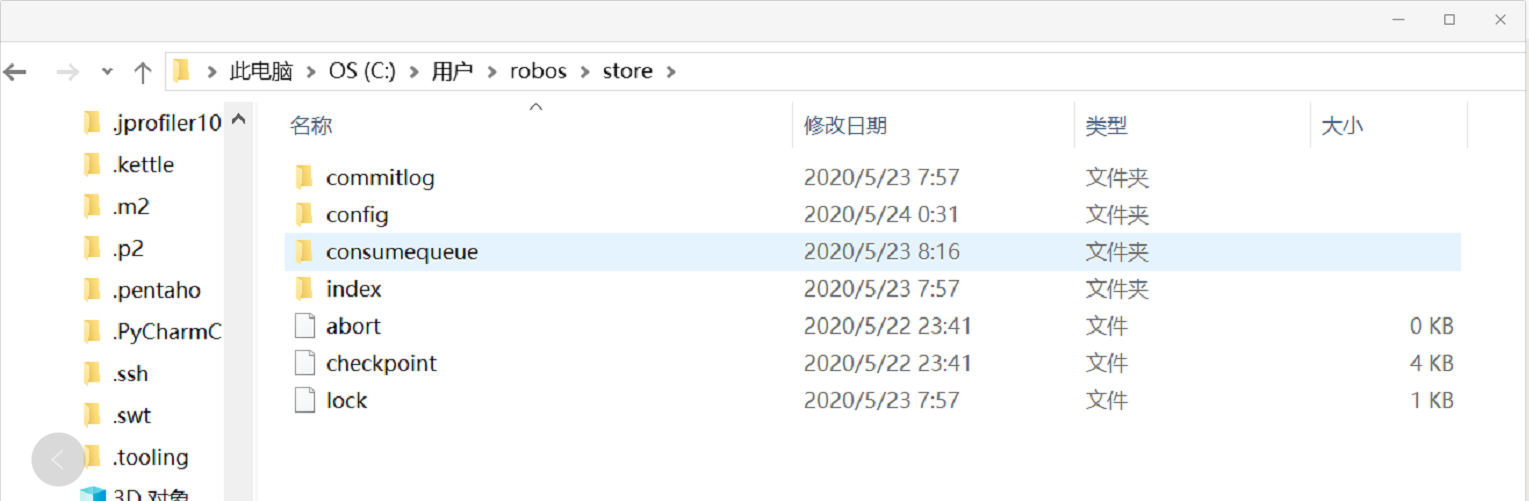 此电脑 > OS (C:) > 用户 > robos > store >
.jprofiler10
.kettle
.m2
.p2
.pentaho
.PyCharmC
.ssh
.swt
.tooling
3D 对象
名称 修改日期 类型 大小
commitlog 2020/5/23 7:57 文件夹
config 2020/5/24 0:31 文件夹
consumequeue 2020/5/23 8:16 文件夹
index 2020/5/23 7:57 文件夹
abort 2020/5/22 23:41 文件 0 KB
checkpoint 2020/5/22 23:41 文件 4 KB
lock 2020/5/23 7:57 文件 1 KB